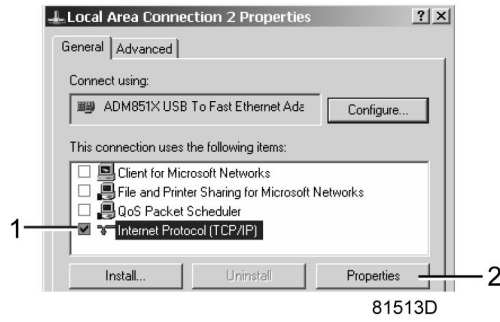 Local Area Connection 2 Properties
General Advanced
Connect using:
ADM851X USB To Fast Ethernet Ada Configure...
This connection uses the following items:
Client for Microsoft Networks
File and Printer Sharing for Microsoft Networks
QoS Packet Scheduler
1 Internet Protocol (TCP/IP)
Install... Uninstall Properties 2
81513D